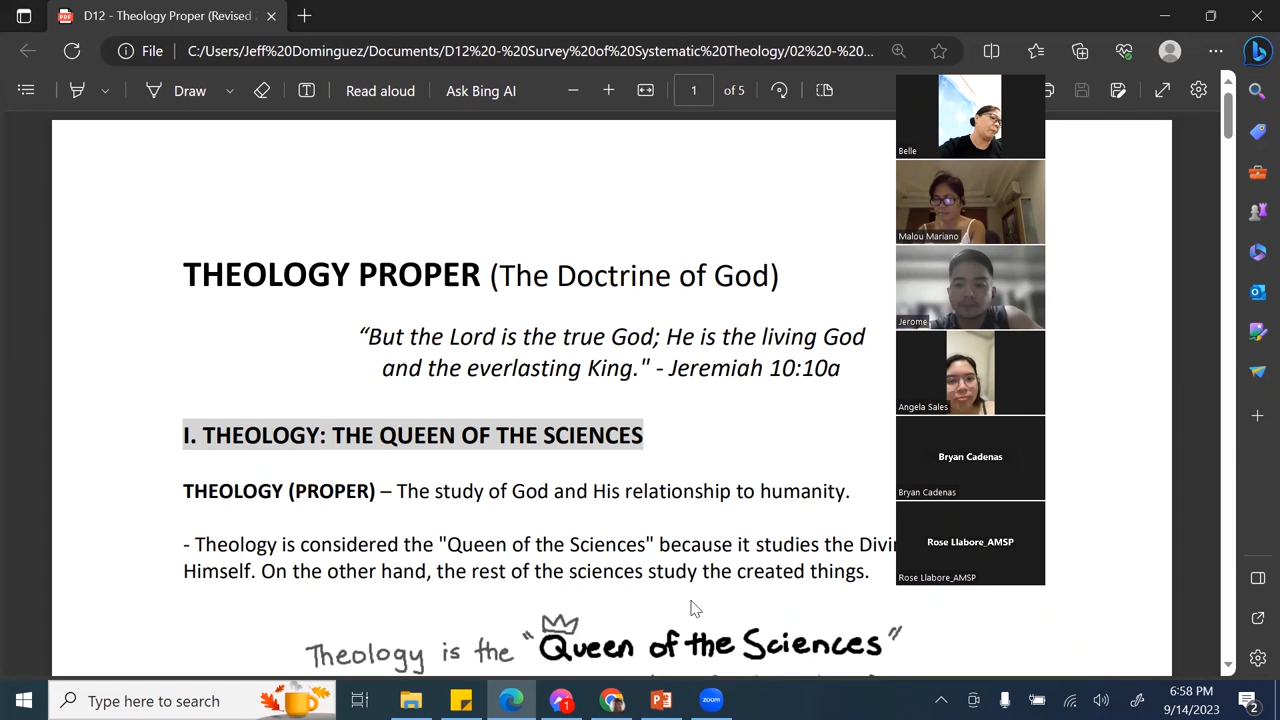 D12 - Theology Proper (Revised
File
C:/Users/Jeff%20Dominguez/Documents/D12%20-%20Survey%20of%20Systematic%20Theology/02%20-%20...
Draw
Read aloud
Ask Bing AI
1
of 5
Belle
Malou Mariano
Jerome
Angela Sales
Bryan Cadenas
Bryan Cadenas
Rose Llabore_AMSP
Rose Llabore_AMSP
THEOLOGY PROPER (The Doctrine of God)
“But the Lord is the true God; He is the living God
and the everlasting King." - Jeremiah 10:10a
I. THEOLOGY: THE QUEEN OF THE SCIENCES
THEOLOGY (PROPER) – The study of God and His relationship to humanity.
- Theology is considered the "Queen of the Sciences" because it studies the Divi
Himself. On the other hand, the rest of the sciences study the created things.
Theology is the "Queen of the Sciences"
Type here to search
1
zoom
6:58 PM
9/14/2023
2